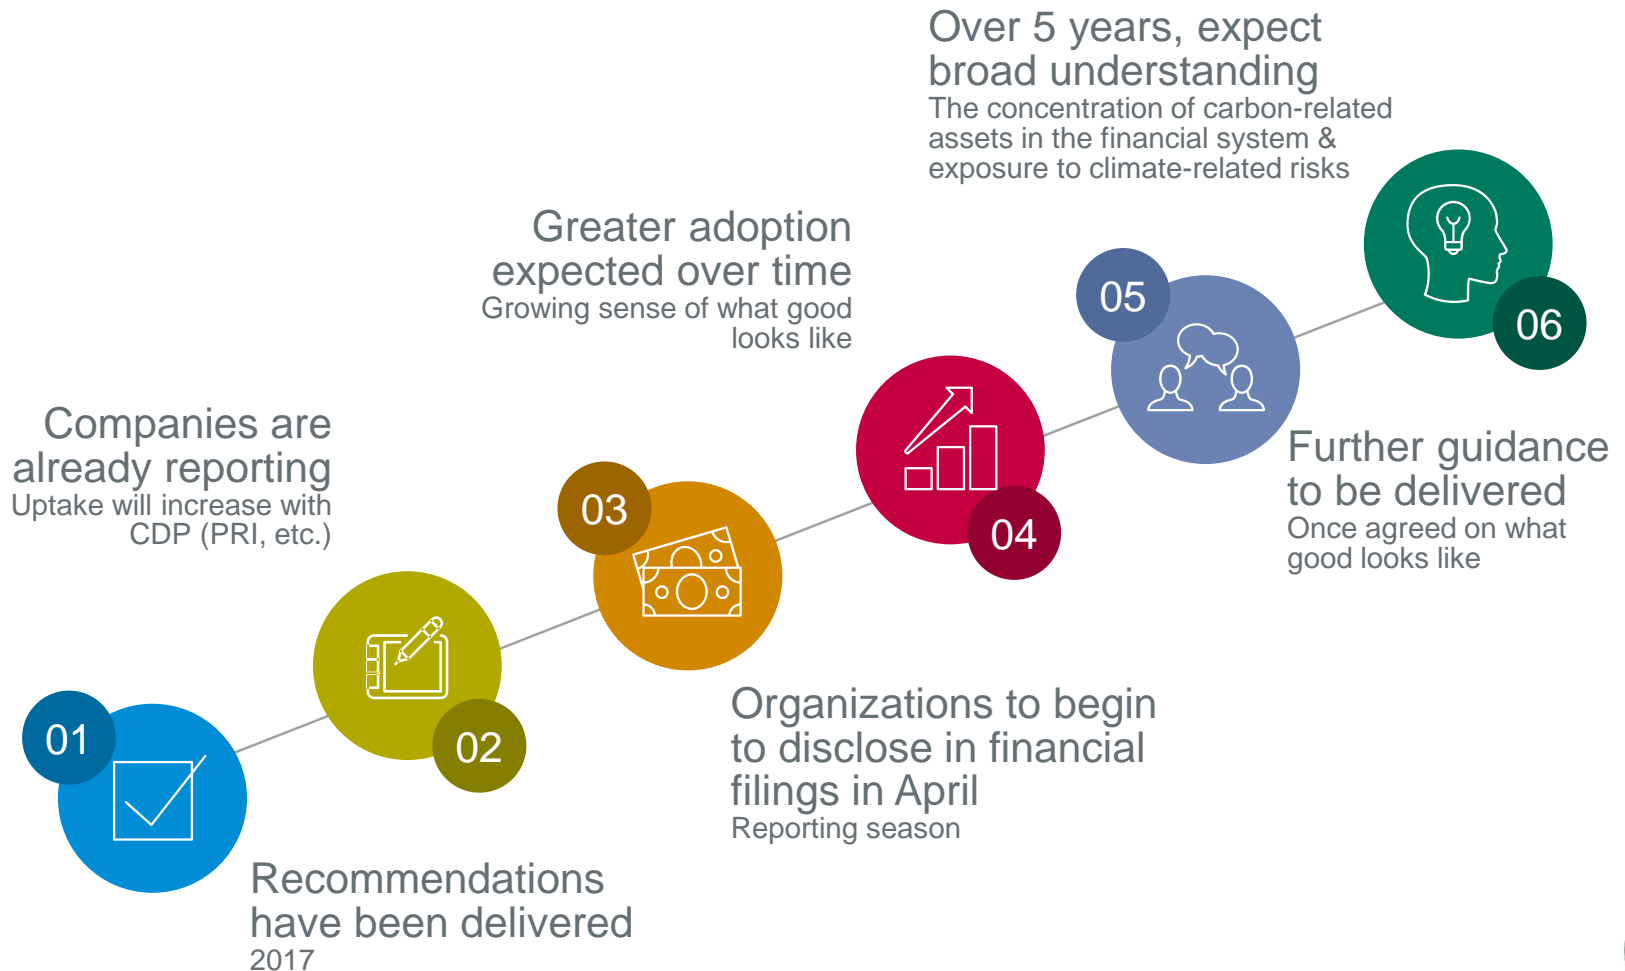 01
Recommendations
have been delivered
2017
02
Companies are
already reporting
Uptake will increase with
CDP (PRI, etc.)
03
Organizations to begin
to disclose in financial
filings in April
Reporting season
04
Greater adoption
expected over time
Growing sense of what good
looks like
05
Further guidance
to be delivered
Once agreed on what
good looks like
06
Over 5 years, expect
broad understanding
The concentration of carbon-related
assets in the financial system &
exposure to climate-related risks